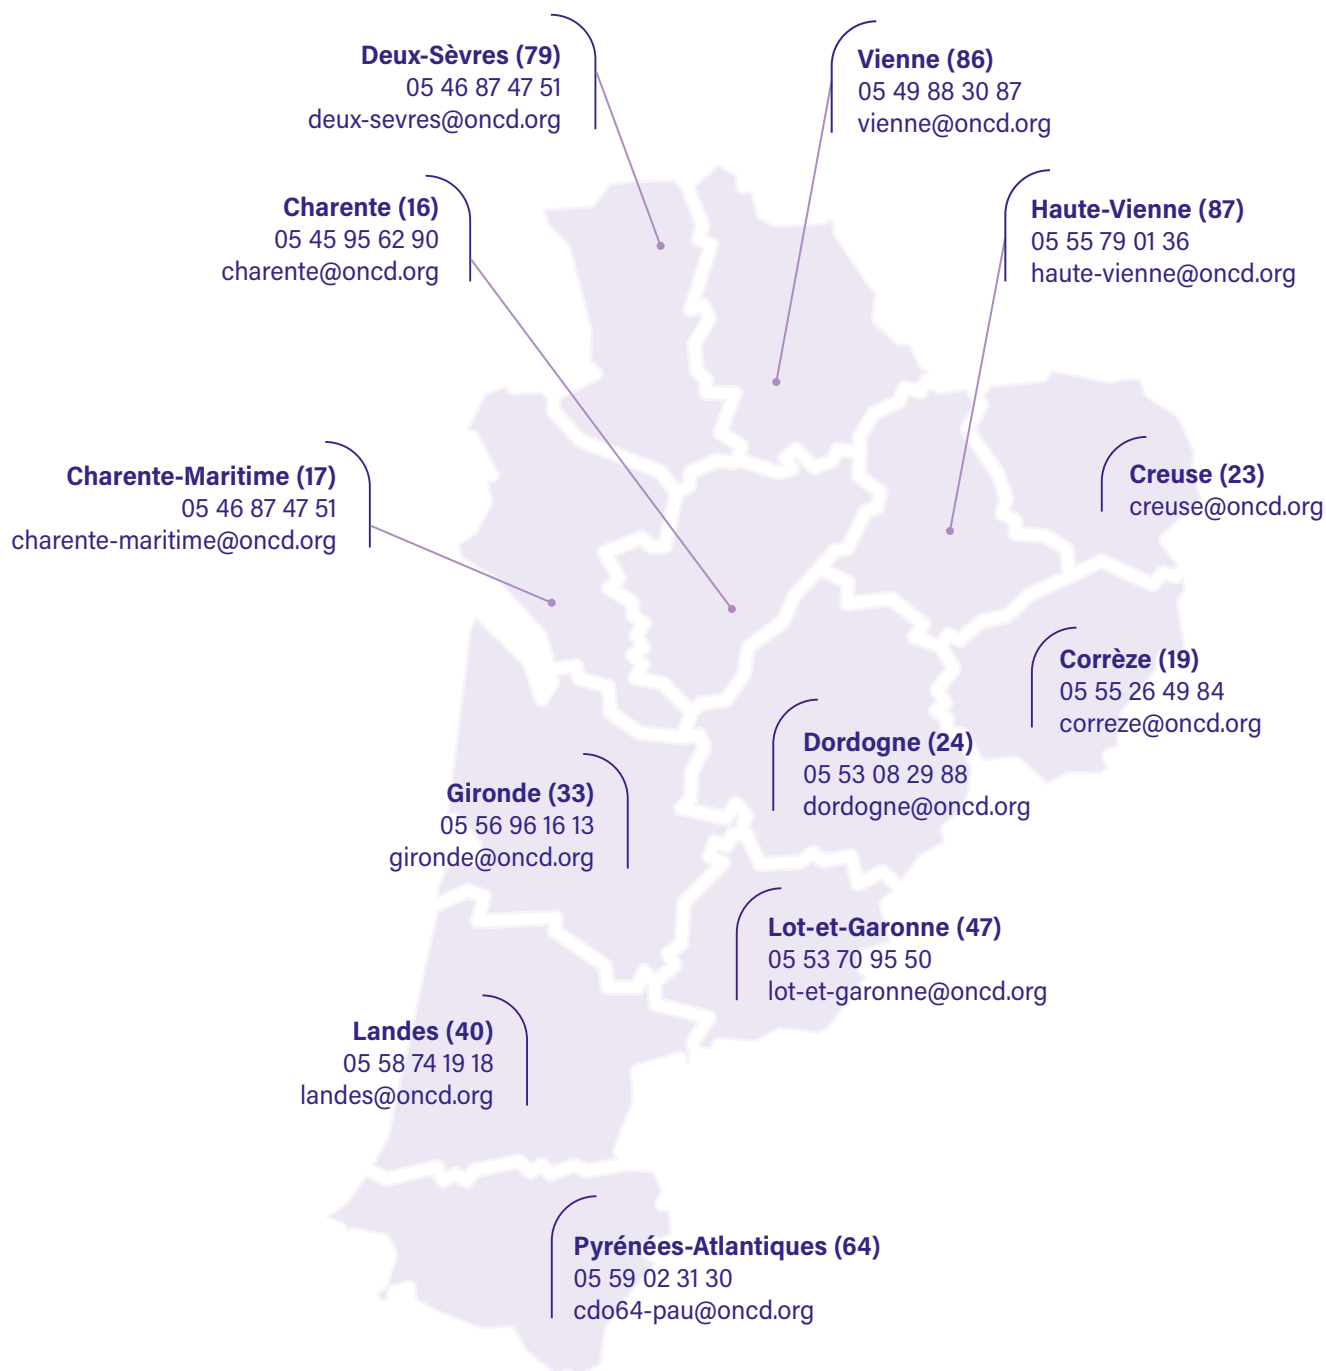 Deux-Sèvres (79)
05 46 87 47 51
deux-sevres@oncd.org
Vienne (86)
05 49 88 30 87
vienne@oncd.org
Charente (16)
05 45 95 62 90
charente@oncd.org
Haute-Vienne (87)
05 55 79 01 36
haute-vienne@oncd.org
Charente-Maritime (17)
05 46 87 47 51
charente-maritime@oncd.org
Creuse (23)
creuse@oncd.org
Corrèze (19)
05 55 26 49 84
correze@oncd.org
Dordogne (24)
05 53 08 29 88
dordogne@oncd.org
Gironde (33)
05 56 96 16 13
gironde@oncd.org
Lot-et-Garonne (47)
05 53 70 95 50
lot-et-garonne@oncd.org
Landes (40)
05 58 74 19 18
landes@oncd.org
Pyrénées-Atlantiques (64)
05 59 02 31 30
cdo64-pau@oncd.org